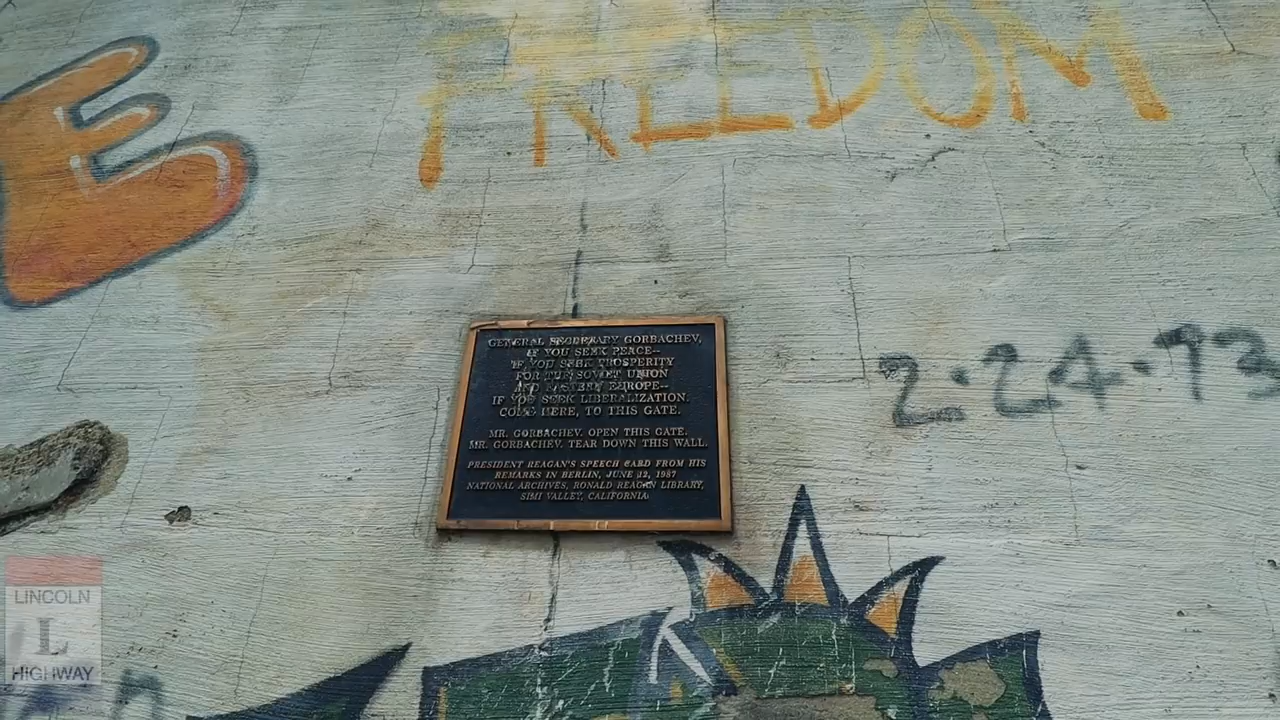 E
FREEDOM
GENERAL SECRETARY GORBACHEV,
IF YOU SEEK PEACE--
IF YOU SEEK PROSPERITY
FOR THE SOVIET UNION
AND EASTERN EUROPE--
IF YOU SEEK LIBERALIZATION.
COME HERE, TO THIS GATE.
MR. GORBACHEV. OPEN THIS GATE.
MR. GORBACHEV. TEAR DOWN THIS WALL.
PRESIDENT REAGAN'S SPEECH CARD FROM HIS
REMARKS IN BERLIN, JUNE 12, 1987
NATIONAL ARCHIVES, RONALD REAGAN LIBRARY,
SIMI VALLEY, CALIFORNIA
2·24·93
LINCOLN
L
HIGHWAY